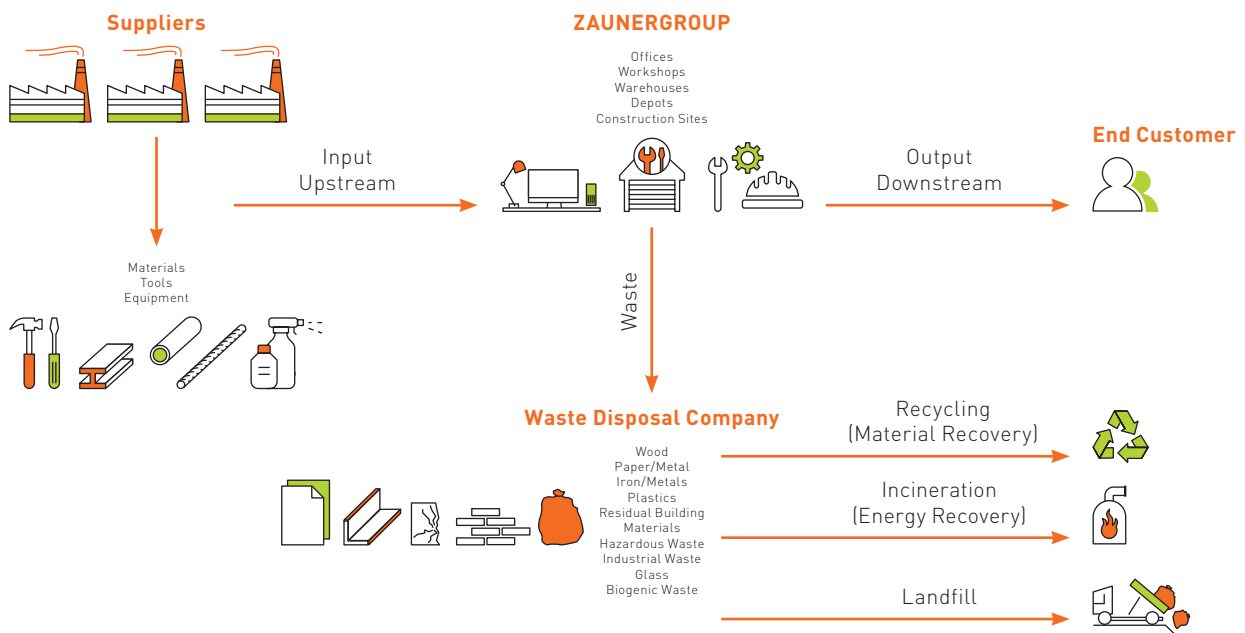 Suppliers
ZAUNERGROUP
Offices
Workshops
Warehouses
Depots
Construction Sites
End Customer
Input
Upstream
Output
Downstream
Materials
Tools
Equipment
Waste
Waste Disposal Company
Wood
Paper/Metal
Iron/Metals
Plastics
Residual Building
Materials
Hazardous Waste
Industrial Waste
Glass
Biogenic Waste
Recycling
(Material Recovery)
Incineration
(Energy Recovery)
Landfill